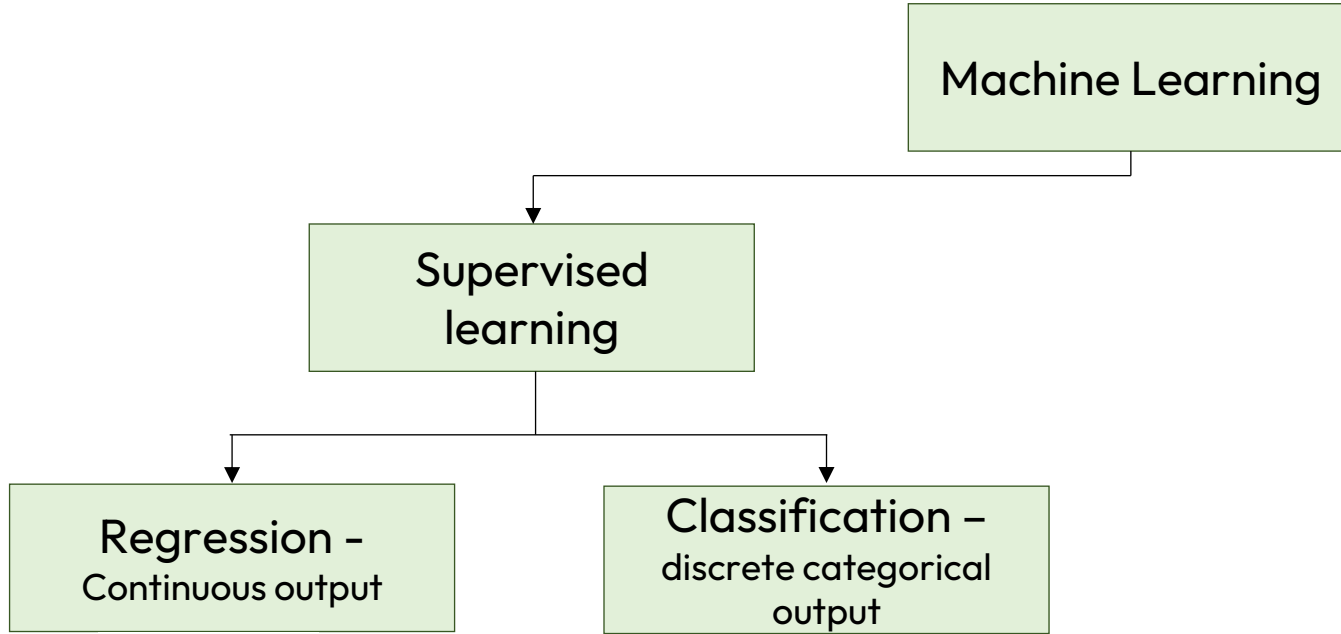 Machine Learning
Supervised
learning
Regression -
Continuous output
Classification –
discrete categorical
output